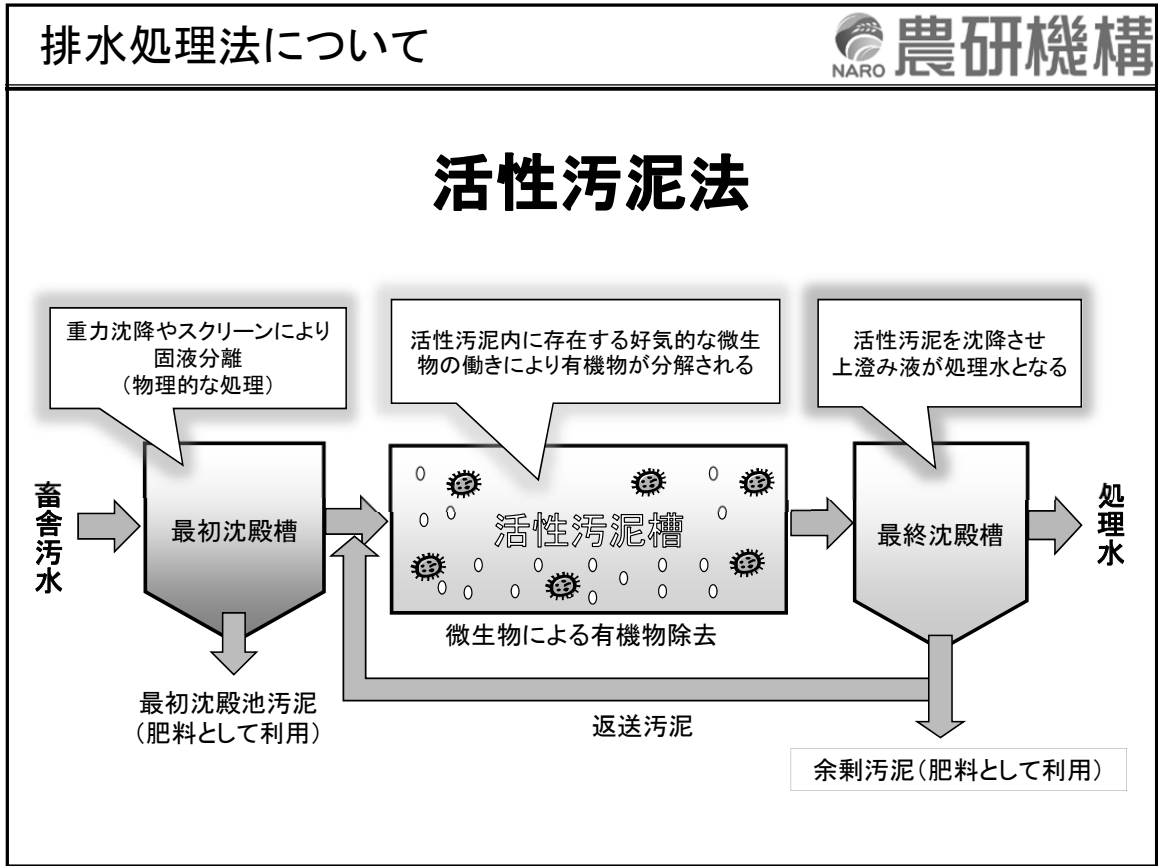 排水処理法について
NARO 農研機構
活性汚泥法
重力沈降やスクリーンにより
固液分離
（物理的な処理）
活性汚泥内に存在する好気的な微生
物の働きにより有機物が分解される
活性汚泥を沈降させ
上澄み液が処理水となる
畜舎汚水
最初沈殿槽
活性汚泥槽
最終沈殿槽
処理水
微生物による有機物除去
最初沈殿池汚泥
（肥料として利用）
返送汚泥
余剰汚泥（肥料として利用）